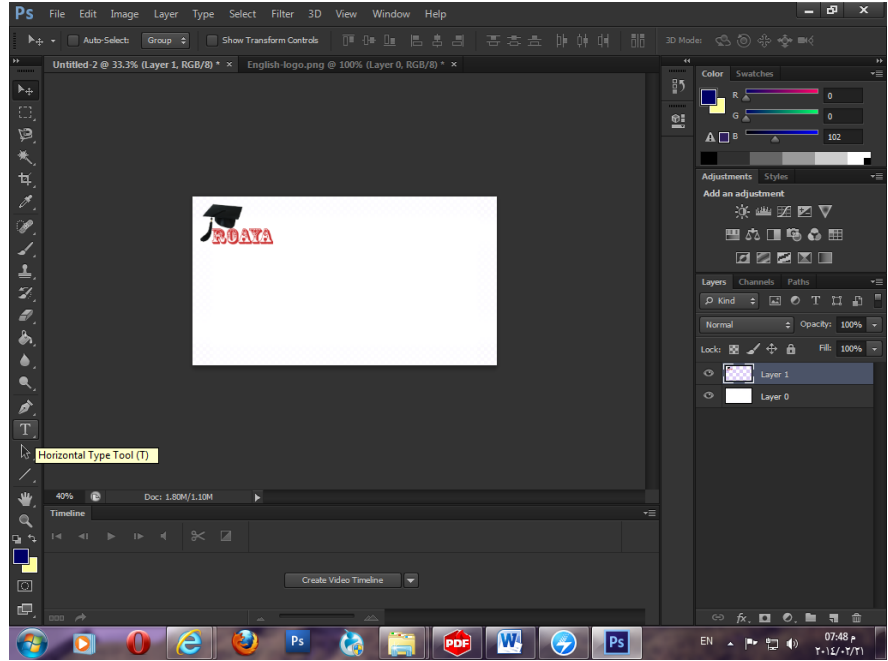 Ps File Edit Image Layer Type Select Filter 3D View Window Help
Auto-Select: Group Show Transform Controls 3D Mode:
Untitled-2 @ 33.3% (Layer 1, RGB/8) * × English-logo.png @ 100% (Layer 0, RGB/8) * ×
Color Swatches
R 0
G 0
B 102
Adjustments Styles
Add an adjustment
ROAYA
Layers Channels Paths
Kind
Normal Opacity: 100%
Lock: Fill: 100%
Layer 1
Layer 0
Horizontal Type Tool (T)
40% Doc: 1.80M/1.10M
Timeline
Create Video Timeline
Ps PDF W Ps
EN 07:48 م
٢٠١٤/٠٢/٢١